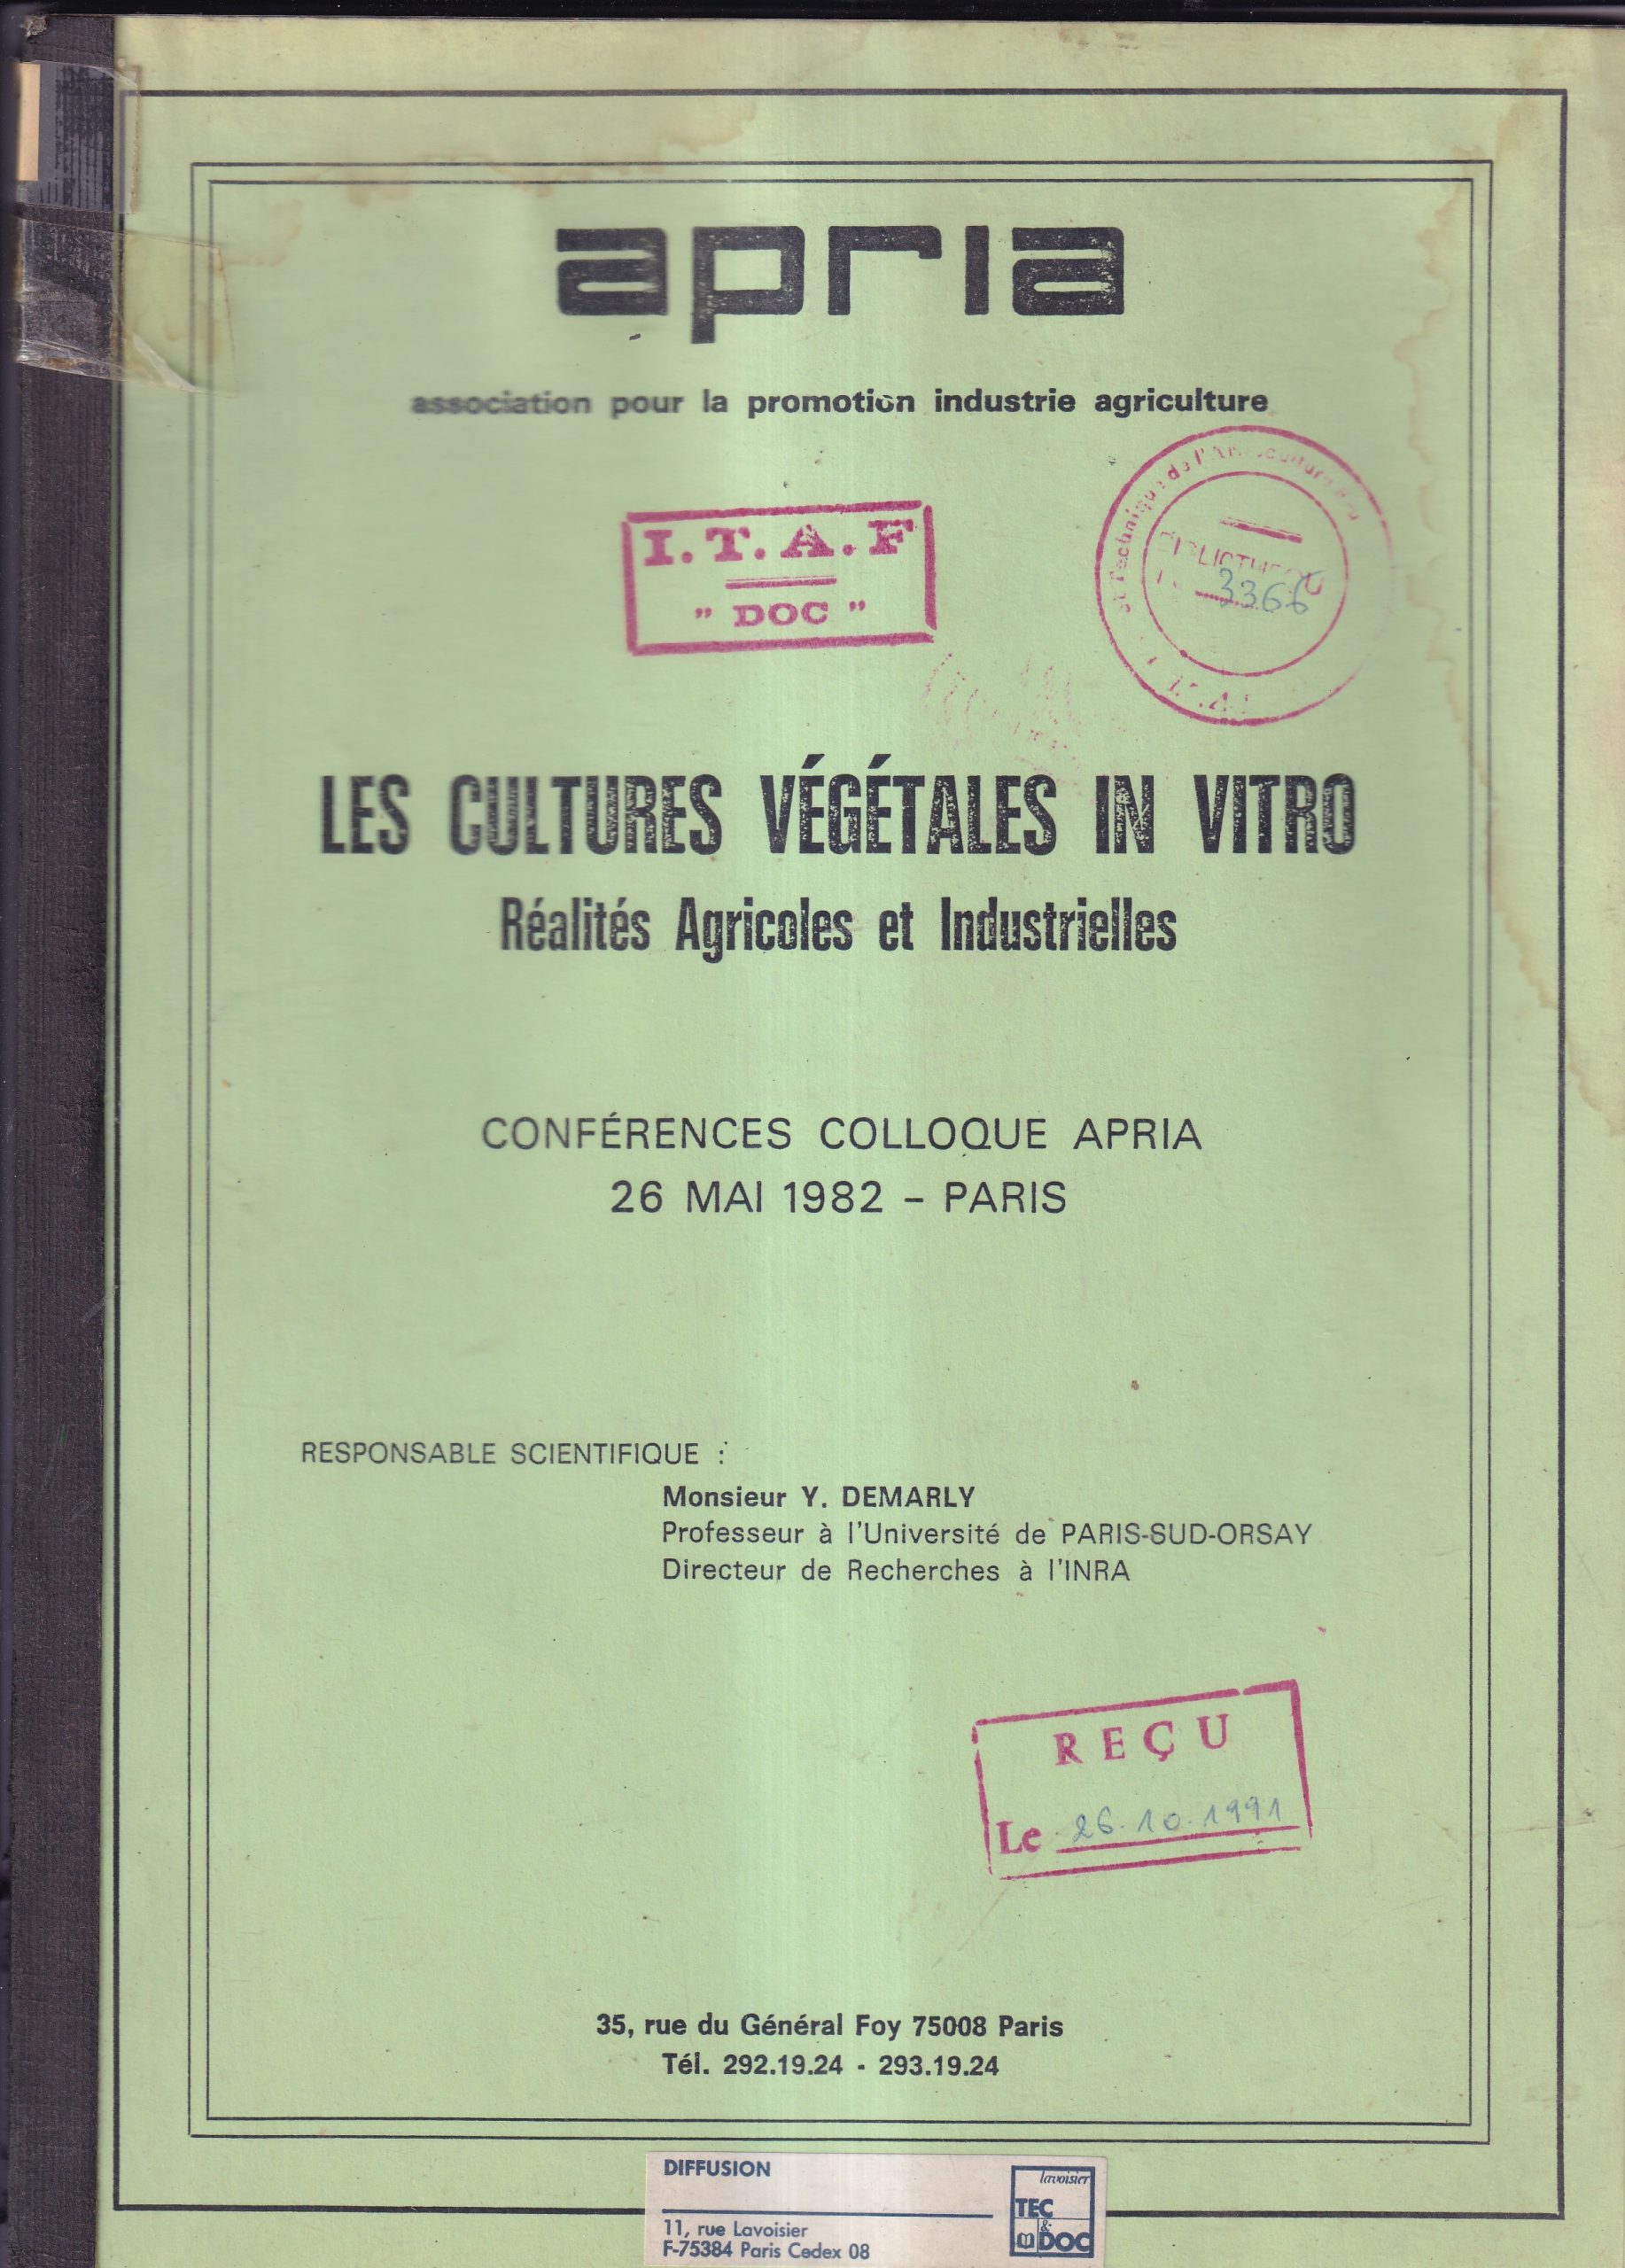 apria
association pour la promotion industrie agriculture
I.T.A.F
" DOC "
Technique de l'
3366
LES CULTURES VÉGÉTALES IN VITRO
Réalités Agricoles et Industrielles
CONFÉRENCES COLLOQUE APRIA
26 MAI 1982 - PARIS
RESPONSABLE SCIENTIFIQUE :
Monsieur Y. DEMARLY
Professeur à l'Université de PARIS-SUD-ORSAY
Directeur de Recherches à l'INRA
REÇU
Le 26.10.1991
35, rue du Général Foy 75008 Paris
Tél. 292.19.24 - 293.19.24
DIFFUSION
lavoisier
TEC
&
DOC
11, rue Lavoisier
F-75384 Paris Cedex 08